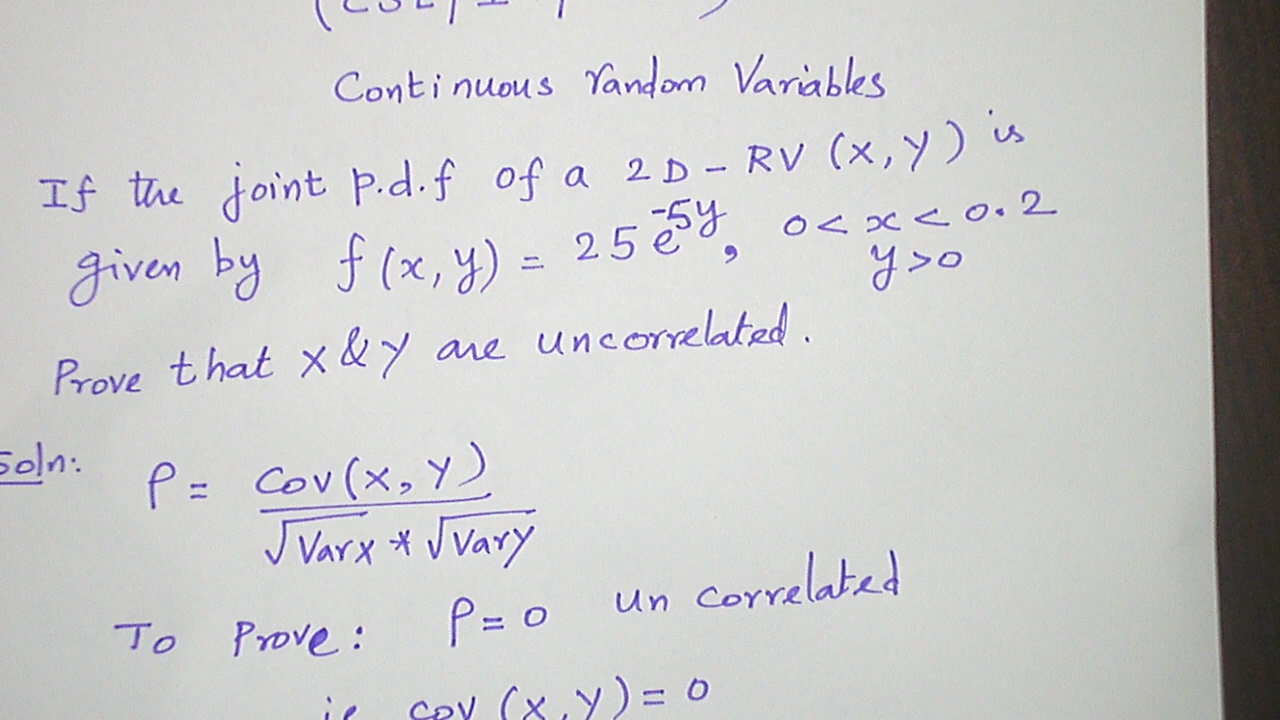 Continuous random Variables
If the joint p.d.f of a 2D - RV (X, Y) is
given by f(x, y) = 25 e^{-5y}, 0 < x < 0.2
y > 0
Prove that X & Y are uncorrelated.
Soln: ρ = Cov(X, Y)
√Varx * √Vary
To Prove: ρ = 0 un correlated
ie cov (X, Y) = 0